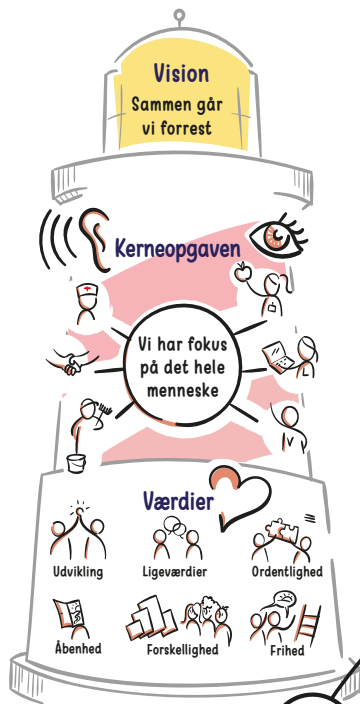 Vision
Sammen går
vi forrest
Kerneopgaven
Vi har fokus
på det hele
menneske
Værdier
Udvikling
Ligeværdier
Ordentlighed
Åbenhed
Forskellighed
Frihed